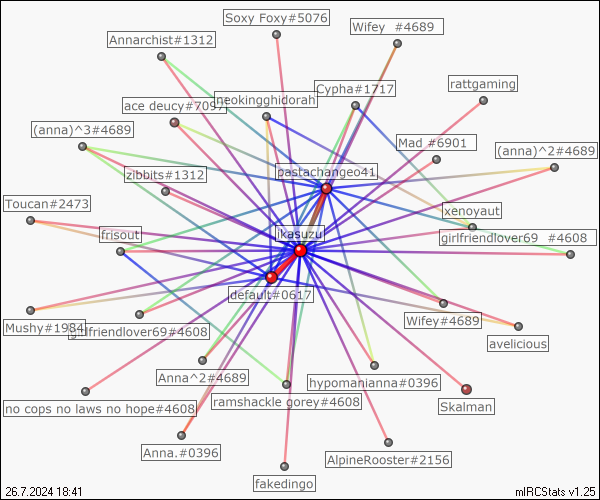 Soxy Foxy#5076
Wifey  #4689
Annarchist#1312
Cypha#1717
rattgaming
ace deucy#7097
neokingghidorah
(anna)^3#4689
Mad #6901
(anna)^2#4689
zibbits#1312
pastachangeo41
Toucan#2473
xenoyaut
frisout
Ikasuzu
girlfriendlover69  #4608
default#0617
Mushy#1984
girlfriendlover69#4608
Wifey#4689
avelicious
Anna^2#4689
hypomanianna#0396
no cops no laws no hope#4608
ramshackle gorey#4608
Skalman
Anna.#0396
AlpineRooster#2156
fakedingo
26.7.2024 18:41
mIRCStats v1.25